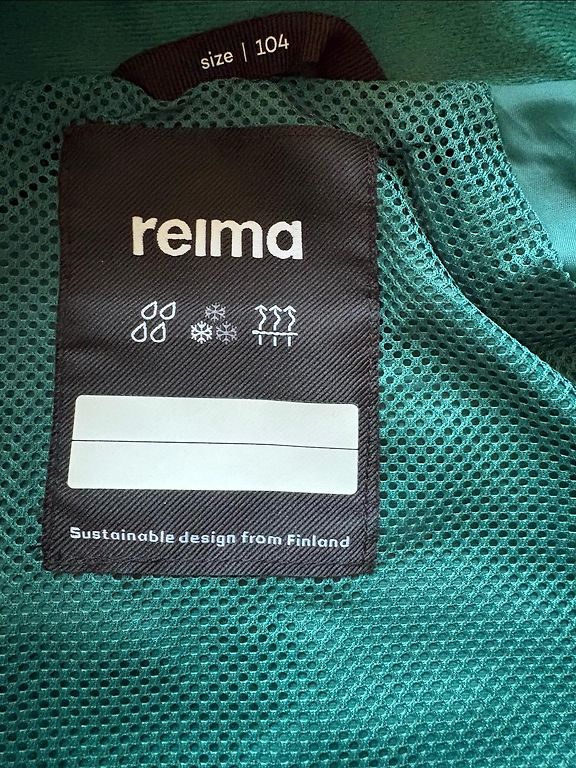 size | 104
reima
Sustainable design from Finland